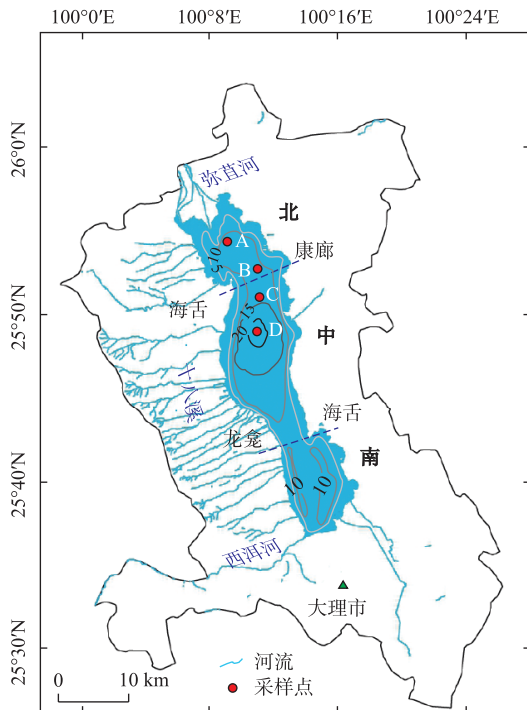 100°0′E
100°8′E
100°16′E
100°24′E
26°0′N
25°50′N
25°40′N
25°30′N
弥苴河
北
A
5
10
B
康廊
海舌
C
15
20
D
中
十八溪
海舌
龙龛
南
10
10
西洱河
大理市
河流
采样点
0
10 km